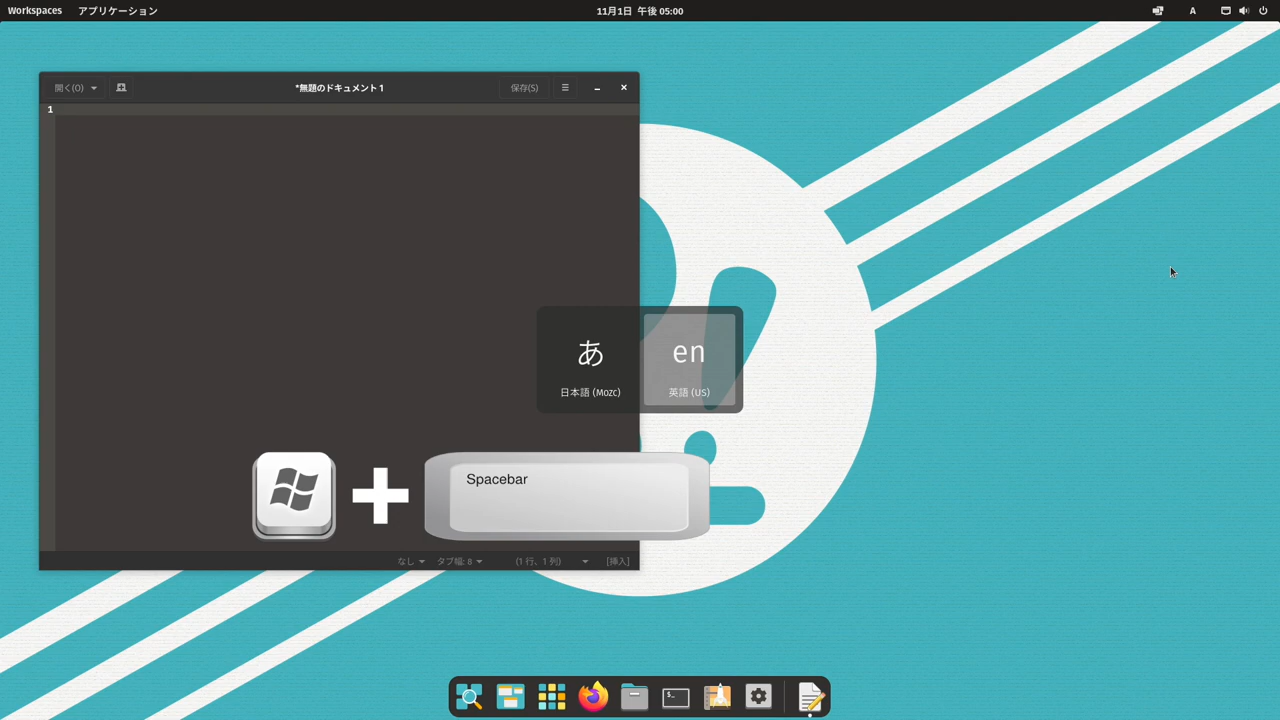 Workspaces アプリケーション 11月1日 午後 05:00 A
開く(O) *無題のドキュメント 1 保存(S)
1
あ en
日本語 (Mozc) 英語 (US)
Spacebar
なし タブ幅: 8 (1 行、1 列) [挿入]
$_